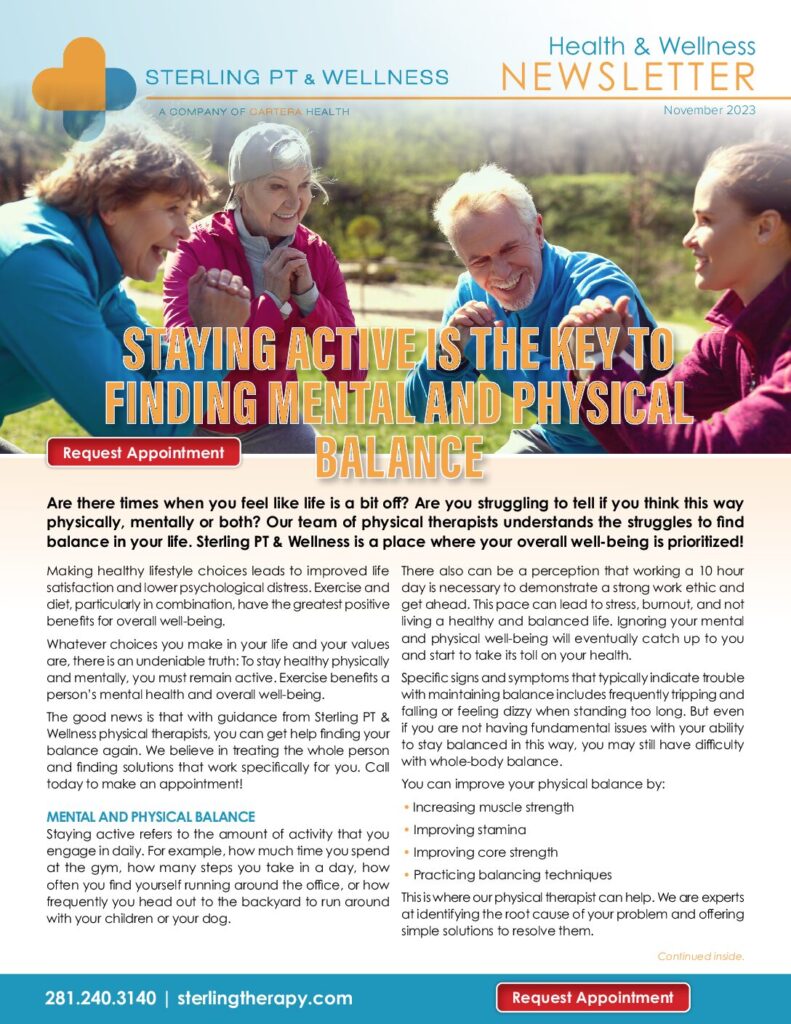 Health & Wellness
NEWSLETTER
November 2023
STERLING PT & WELLNESS
A COMPANY OF CARTERA HEALTH
STAYING ACTIVE IS THE KEY TO
FINDING MENTAL AND PHYSICAL
BALANCE
Request Appointment
Are there times when you feel like life is a bit off? Are you struggling to tell if you think this way
physically, mentally or both? Our team of physical therapists understands the struggles to find
balance in your life. Sterling PT & Wellness is a place where your overall well-being is prioritized!
Making healthy lifestyle choices leads to improved life
satisfaction and lower psychological distress. Exercise and
diet, particularly in combination, have the greatest positive
benefits for overall well-being.
Whatever choices you make in your life and your values
are, there is an undeniable truth: To stay healthy physically
and mentally, you must remain active. Exercise benefits a
person's mental health and overall well-being.
The good news is that with guidance from Sterling PT &
Wellness physical therapists, you can get help finding your
balance again. We believe in treating the whole person
and finding solutions that work specifically for you. Call
today to make an appointment!
MENTAL AND PHYSICAL BALANCE
Staying active refers to the amount of activity that you
engage in daily. For example, how much time you spend
at the gym, how many steps you take in a day, how
often you find yourself running around the office, or how
frequently you head out to the backyard to run around
with your children or your dog.
There also can be a perception that working a 10 hour
day is necessary to demonstrate a strong work ethic and
get ahead. This pace can lead to stress, burnout, and not
living a healthy and balanced life. Ignoring your mental
and physical well-being will eventually catch up to you
and start to take its toll on your health.
Specific signs and symptoms that typically indicate trouble
with maintaining balance includes frequently tripping and
falling or feeling dizzy when standing too long. But even
if you are not having fundamental issues with your ability
to stay balanced in this way, you may still have difficulty
with whole-body balance.
You can improve your physical balance by:
• Increasing muscle strength
• Improving stamina
• Improving core strength
• Practicing balancing techniques
This is where our physical therapist can help. We are experts
at identifying the root cause of your problem and offering
simple solutions to resolve them.
Continued inside.
281.240.3140 | sterlingtherapy.com
Request Appointment